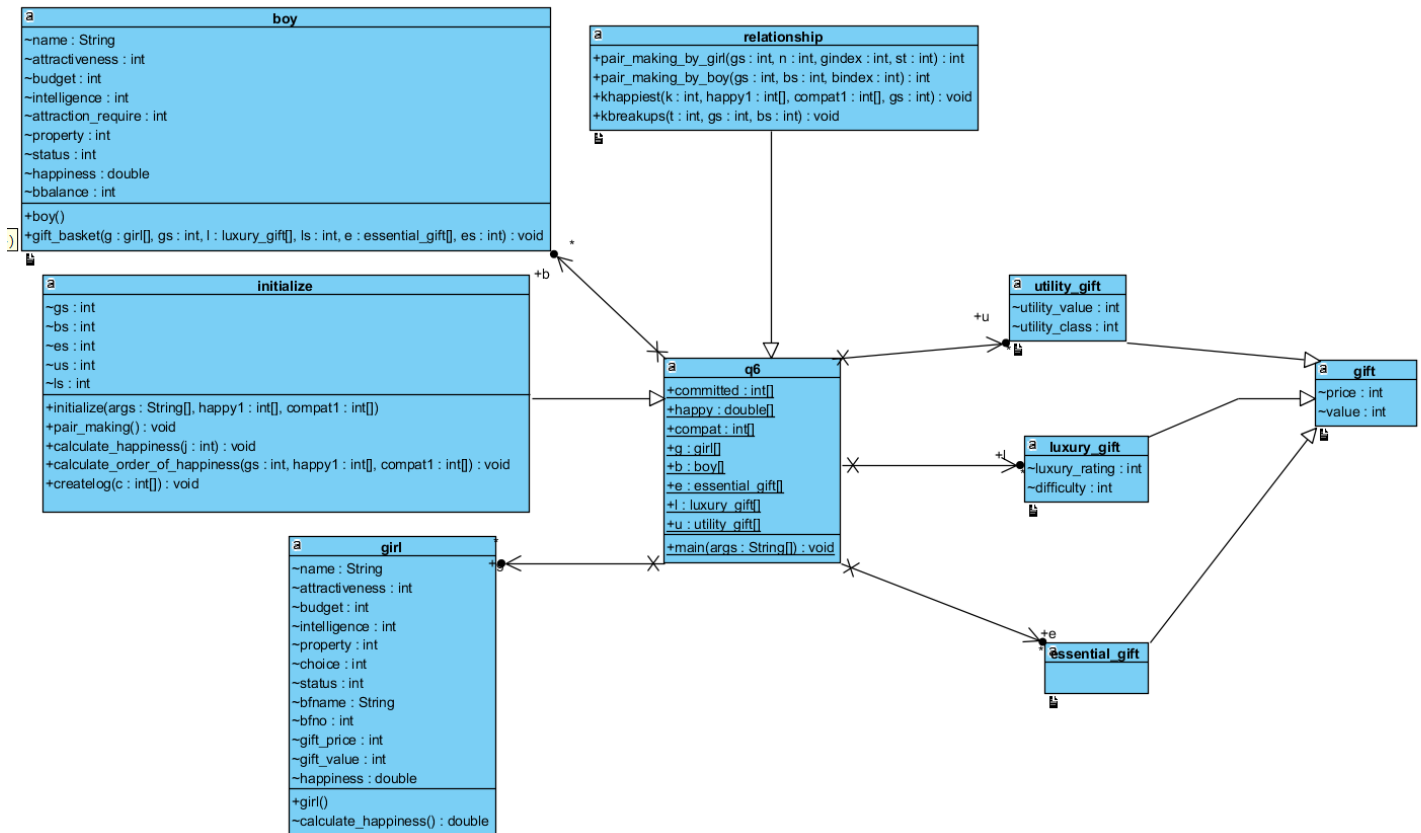 a
boy
~name : String
~attractiveness : int
~budget : int
~intelligence : int
~attraction_require : int
~property : int
~status : int
~happiness : double
~bbalance : int
+boy()
+gift_basket(g : girl[], gs : int, l : luxury_gift[], ls : int, e : essential_gift[], es : int) : void
)
a
relationship
+pair_making_by_girl(gs : int, n : int, gindex : int, st : int) : int
+pair_making_by_boy(gs : int, bs : int, bindex : int) : int
+khappiest(k : int, happy1 : int[], compat1 : int[], gs : int) : void
+kbreakups(t : int, gs : int, bs : int) : void
*
+b
a
initialize
~gs : int
~bs : int
~es : int
~us : int
~ls : int
+initialize(args : String[], happy1 : int[], compat1 : int[])
+pair_making() : void
+calculate_happiness(j : int) : void
+calculate_order_of_happiness(gs : int, happy1 : int[], compat1 : int[]) : void
+createlog(c : int[]) : void
a
q6
+committed : int[]
+happy : double[]
+compat : int[]
+g : girl[]
+b : boy[]
+e : essential_gift[]
+l : luxury_gift[]
+u : utility_gift[]
+main(args : String[]) : void
+u
*
a
utility_gift
~utility_value : int
~utility_class : int
a
gift
~price : int
~value : int
+l
*
a
luxury_gift
~luxury_rating : int
~difficulty : int
+e
*
a
essential_gift
a
girl
*
~name : String
~attractiveness : int
~budget : int
~intelligence : int
~property : int
~choice : int
~status : int
~bfname : String
~bfno : int
~gift_price : int
~gift_value : int
~happiness : double
+girl()
~calculate_happiness() : double